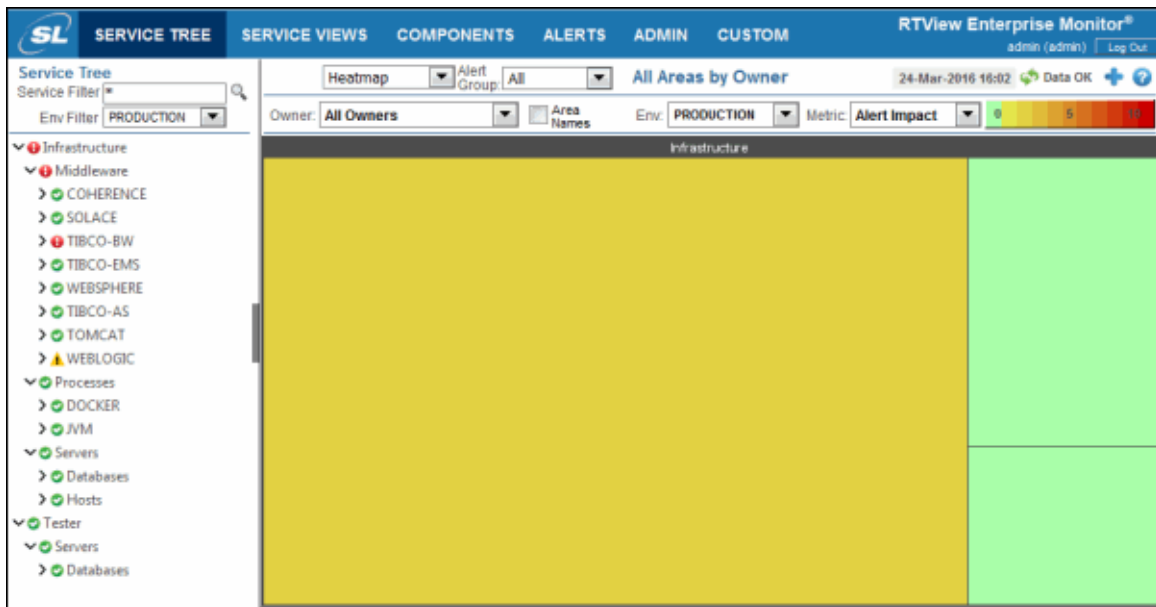 SL SERVICE TREE SERVICE VIEWS COMPONENTS ALERTS ADMIN CUSTOM RTView Enterprise Monitor®
admin (admin) Log Out
Service Tree
Service Filter *
Env Filter PRODUCTION
Heatmap Alert Group: All All Areas by Owner 24-Mar-2016 16:02 Data OK
Owner: All Owners Area Names Env: PRODUCTION Metric: Alert Impact 0 5 10
Infrastructure
Infrastructure
Middleware
COHERENCE
SOLACE
TIBCO-BW
TIBCO-EMS
WEBSPHERE
TIBCO-AS
TOMCAT
WEBLOGIC
Processes
DOCKER
JVM
Servers
Databases
Hosts
Tester
Servers
Databases